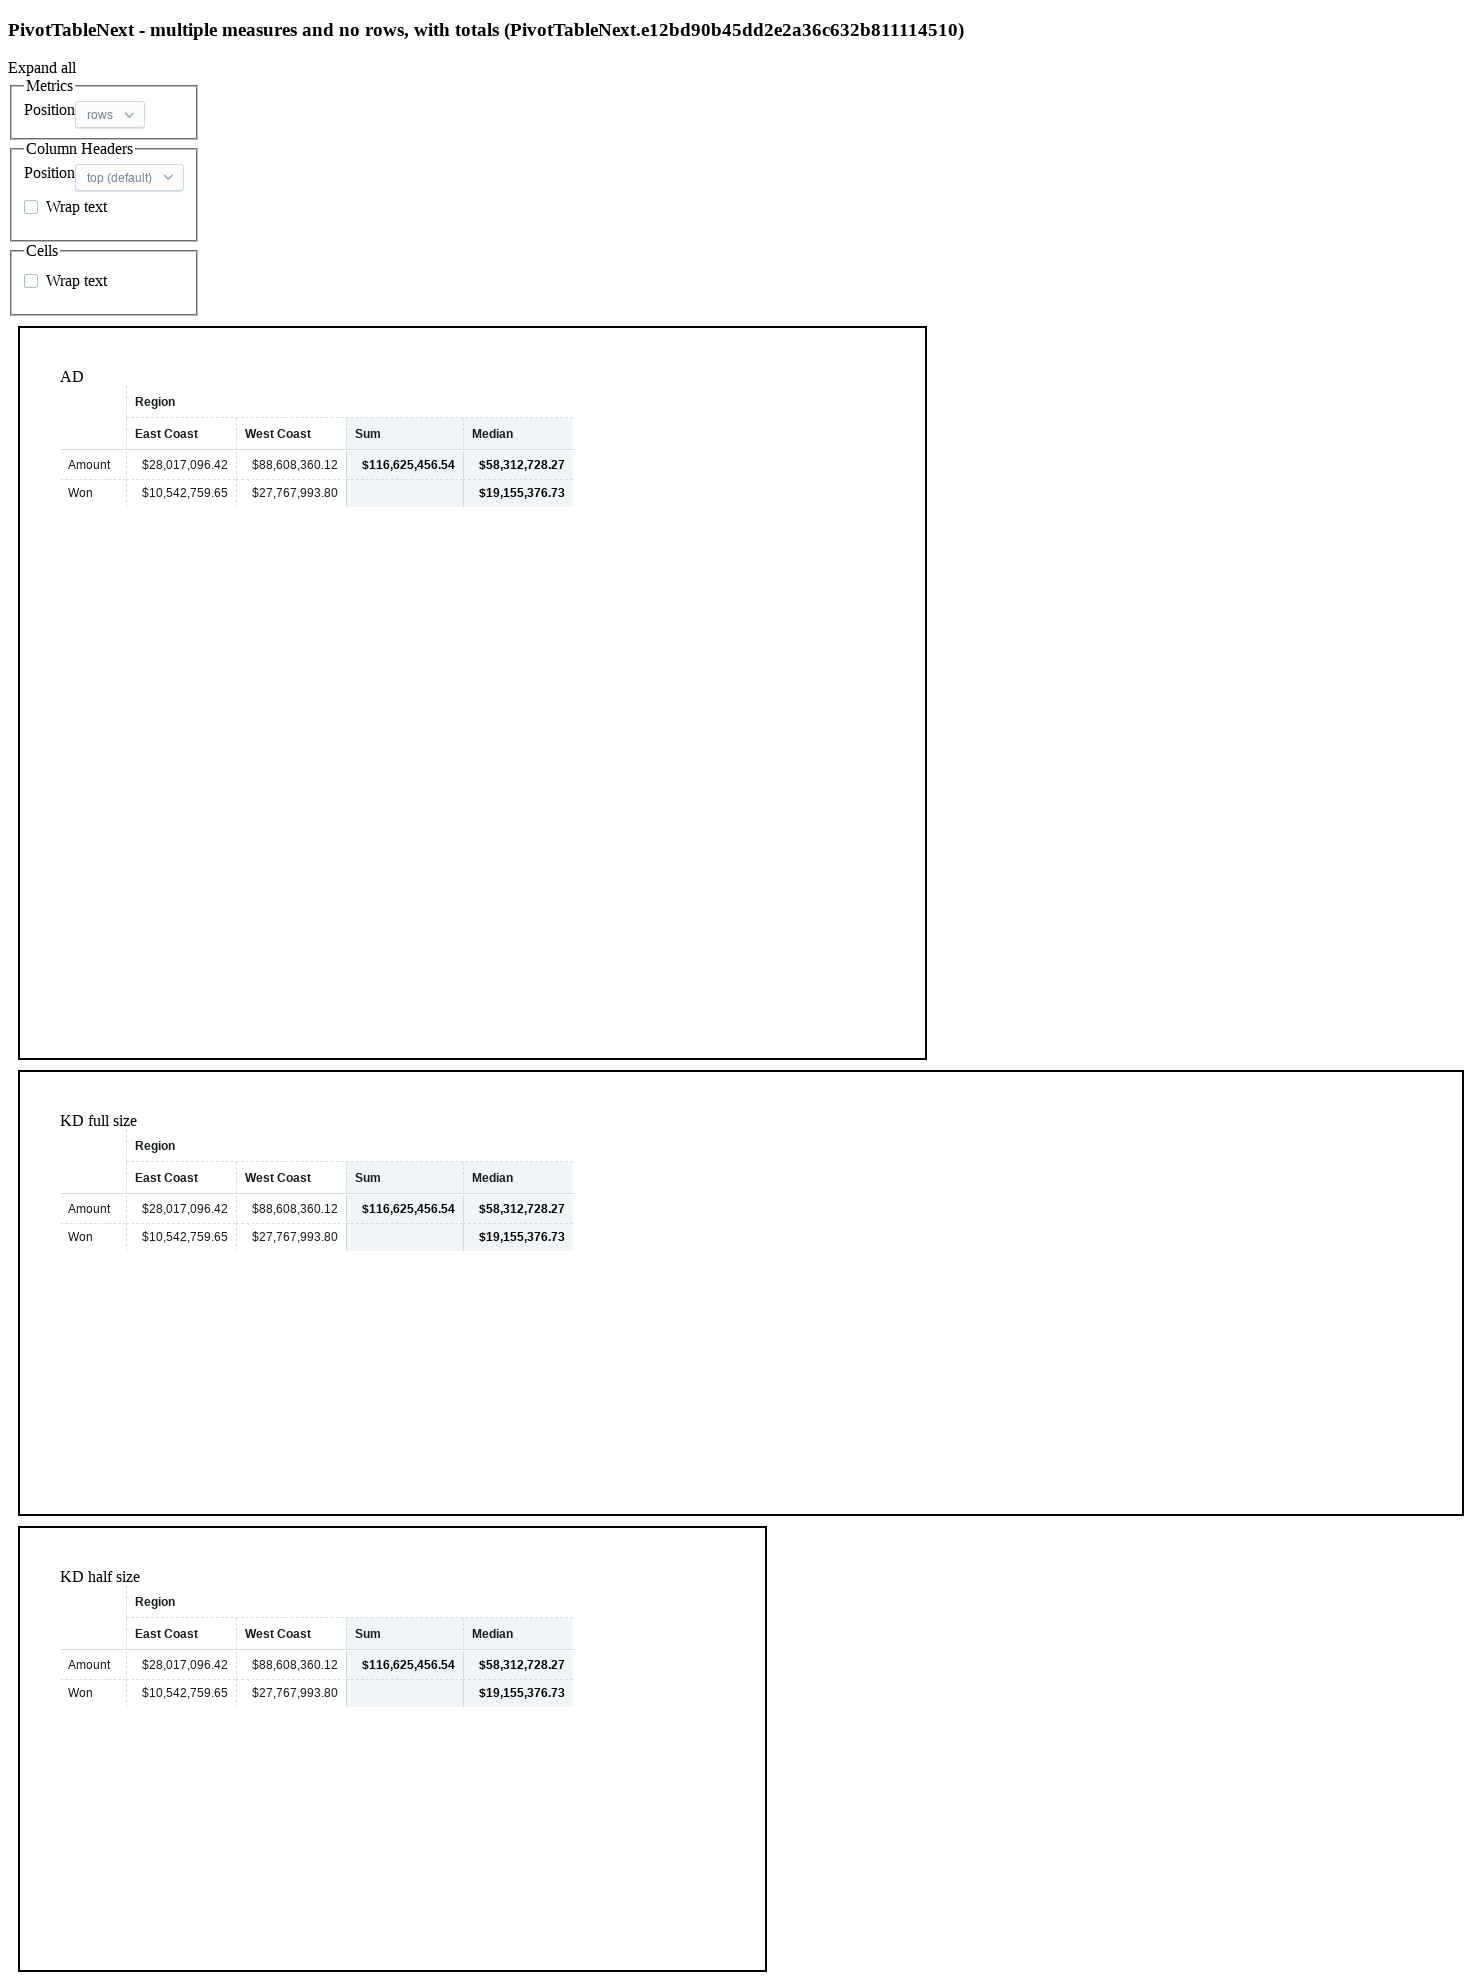 PivotTableNext - multiple measures and no rows, with totals (PivotTableNext.e12bd90b45dd2e2a36c632b811114510)
Expand all
Metrics
Position rows
Column Headers
Position top (default)
Wrap text
Cells
Wrap text
AD
Region
East Coast West Coast Sum Median
Amount $28,017,096.42 $88,608,360.12 $116,625,456.54 $58,312,728.27
Won $10,542,759.65 $27,767,993.80 $19,155,376.73
KD full size
Region
East Coast West Coast Sum Median
Amount $28,017,096.42 $88,608,360.12 $116,625,456.54 $58,312,728.27
Won $10,542,759.65 $27,767,993.80 $19,155,376.73
KD half size
Region
East Coast West Coast Sum Median
Amount $28,017,096.42 $88,608,360.12 $116,625,456.54 $58,312,728.27
Won $10,542,759.65 $27,767,993.80 $19,155,376.73